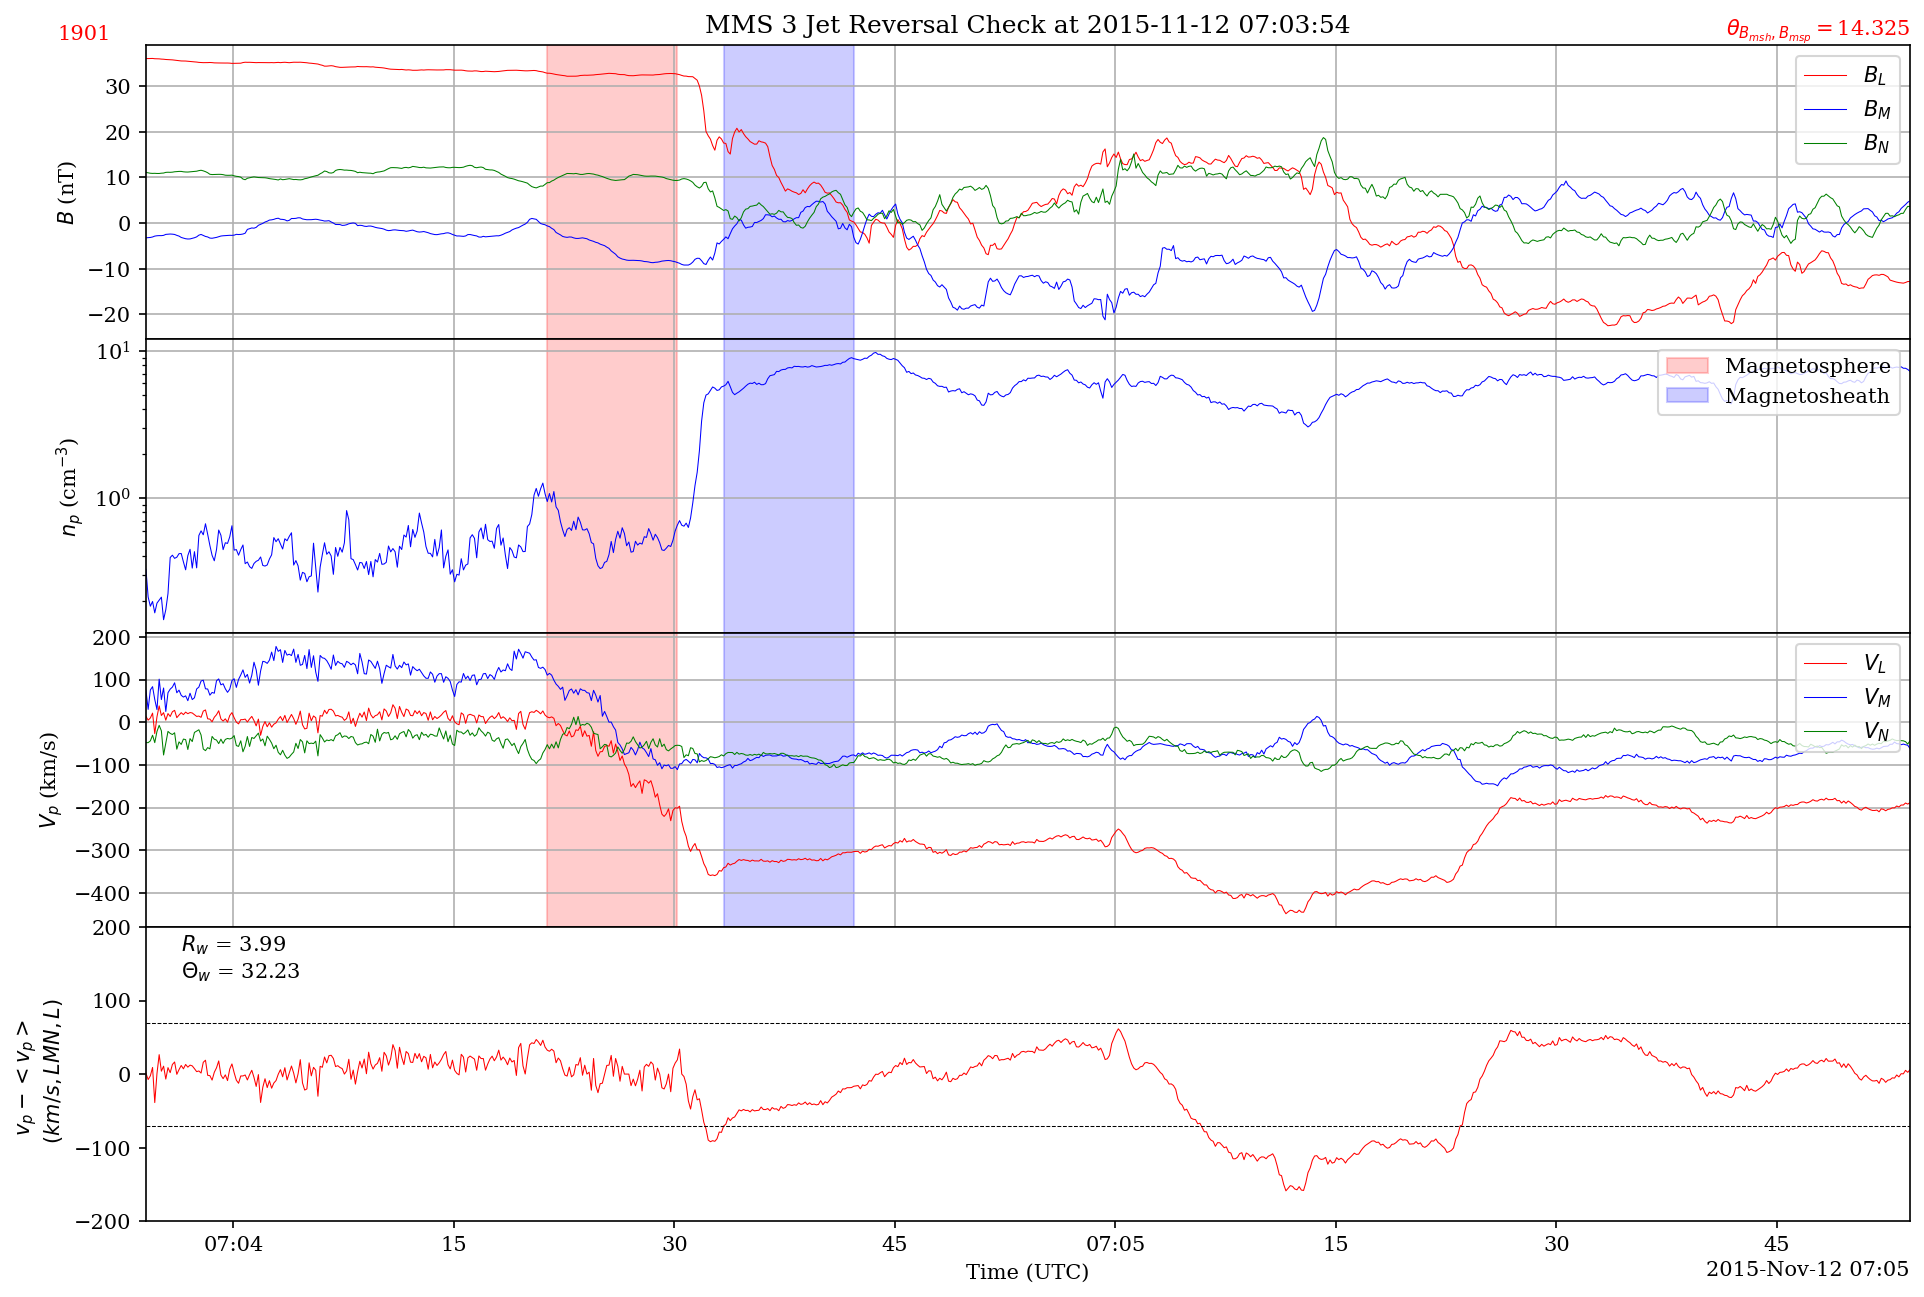 1901
MMS 3 Jet Reversal Check at 2015-11-12 07:03:54
θ_{B_{msh}, B_{msp}} = 14.325
B (nT)
30
20
10
0
−10
−20
B_L
B_M
B_N
n_p (cm^{−3})
10^1
10^0
Magnetosphere
Magnetosheath
V_p (km/s)
200
100
0
−100
−200
−300
−400
V_L
V_M
V_N
v_p − < v_p >
(km/s, LMN, L)
200
100
0
−100
−200
R_w = 3.99
Θ_w = 32.23
07:04
15
30
45
07:05
15
30
45
Time (UTC)
2015-Nov-12 07:05